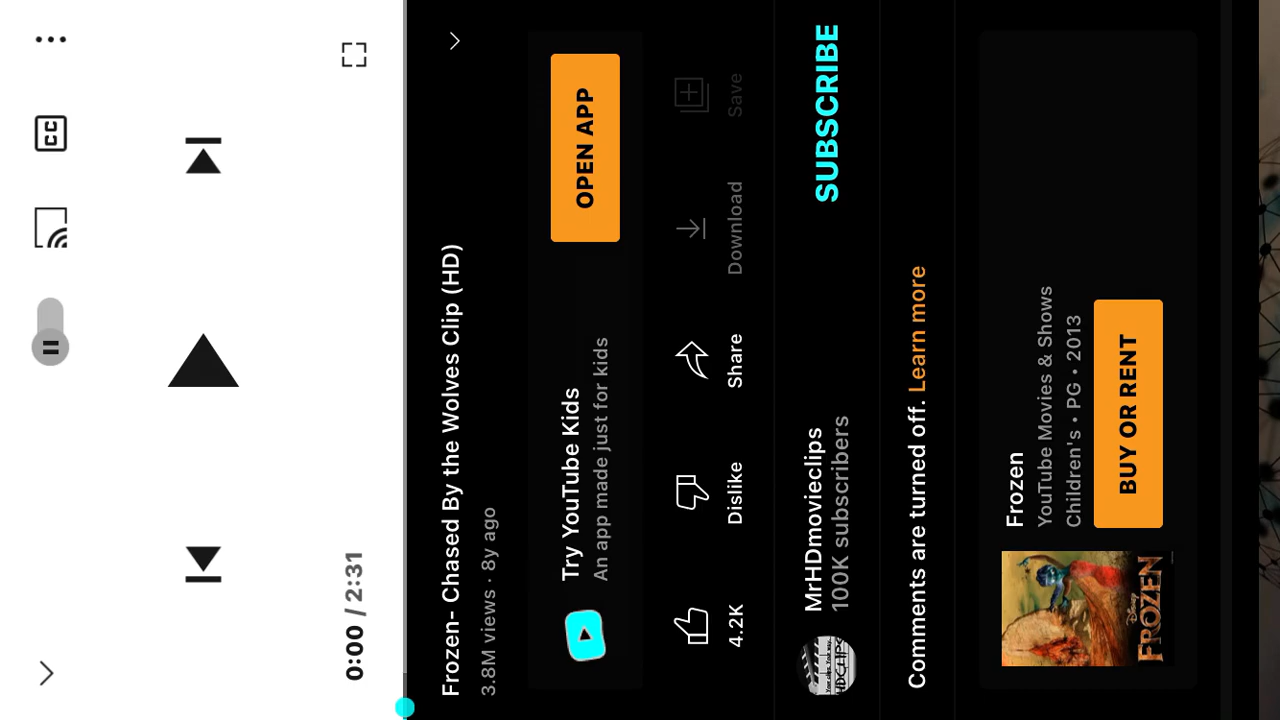 CC
0:00 / 2:31
Frozen- Chased By the Wolves Clip (HD)
3.8M views · 8y ago
Try YouTube Kids
An app made just for kids
OPEN APP
4.2K
Dislike
Share
Download
Save
MrHDmovieclips
100K subscribers
SUBSCRIBE
Comments are turned off. Learn more
Frozen
YouTube Movies & Shows
Children's • PG • 2013
BUY OR RENT
Disney
FROZEN